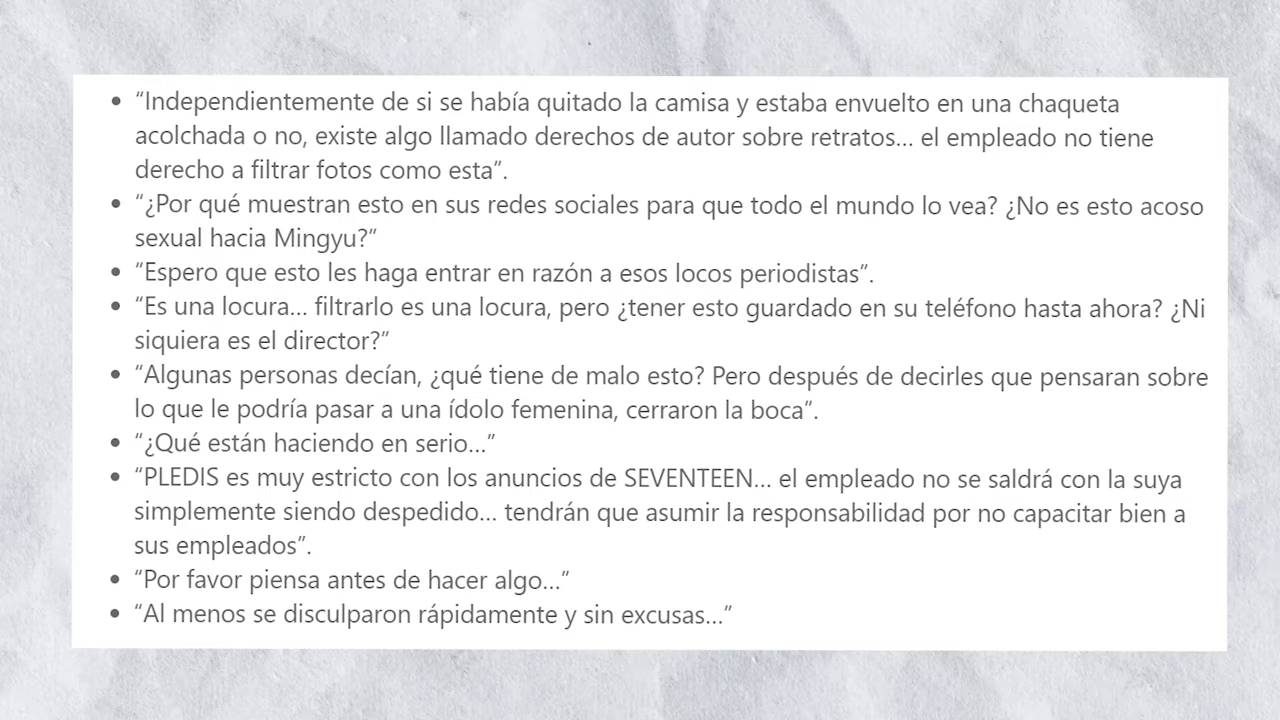 • “Independientemente de si se había quitado la camisa y estaba envuelto en una chaqueta
acolchada o no, existe algo llamado derechos de autor sobre retratos... el empleado no tiene
derecho a filtrar fotos como esta”.
• “¿Por qué muestran esto en sus redes sociales para que todo el mundo lo vea? ¿No es esto acoso
sexual hacia Mingyu?”
• “Espero que esto les haga entrar en razón a esos locos periodistas”.
• “Es una locura... filtrarlo es una locura, pero ¿tener esto guardado en su teléfono hasta ahora? ¿Ni
siquiera es el director?”
• “Algunas personas decían, ¿qué tiene de malo esto? Pero después de decirles que pensaran sobre
lo que le podría pasar a una ídolo femenina, cerraron la boca”.
• “¿Qué están haciendo en serio...”
• “PLEDIS es muy estricto con los anuncios de SEVENTEEN... el empleado no se saldrá con la suya
simplemente siendo despedido... tendrán que asumir la responsabilidad por no capacitar bien a
sus empleados”.
• “Por favor piensa antes de hacer algo...”
• “Al menos se disculparon rápidamente y sin excusas...”